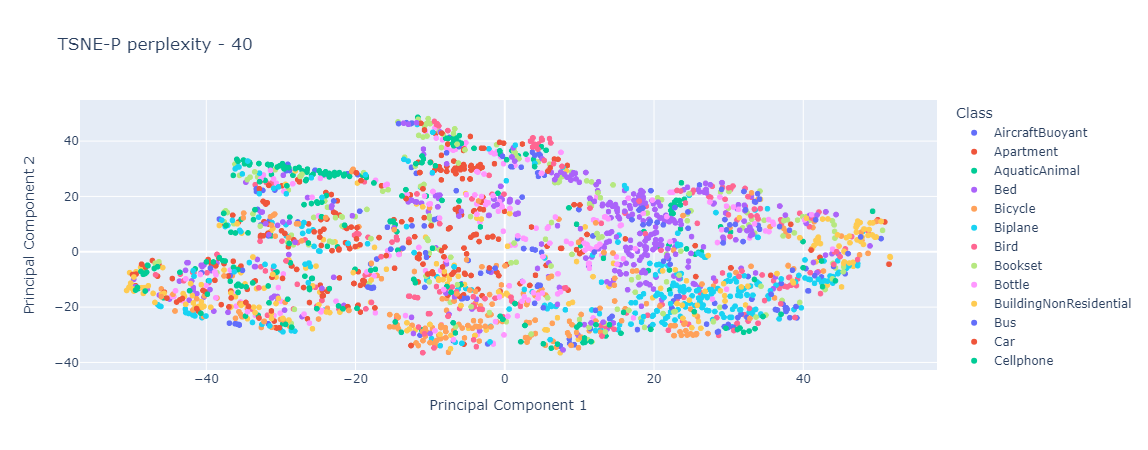 TSNE-P perplexity - 40
Class
AircraftBuoyant
Apartment
AquaticAnimal
Bed
Bicycle
Biplane
Bird
Bookset
Bottle
BuildingNonResidential
Bus
Car
Cellphone
Principal Component 2
40
20
0
−20
−40
−40
−20
0
20
40
Principal Component 1